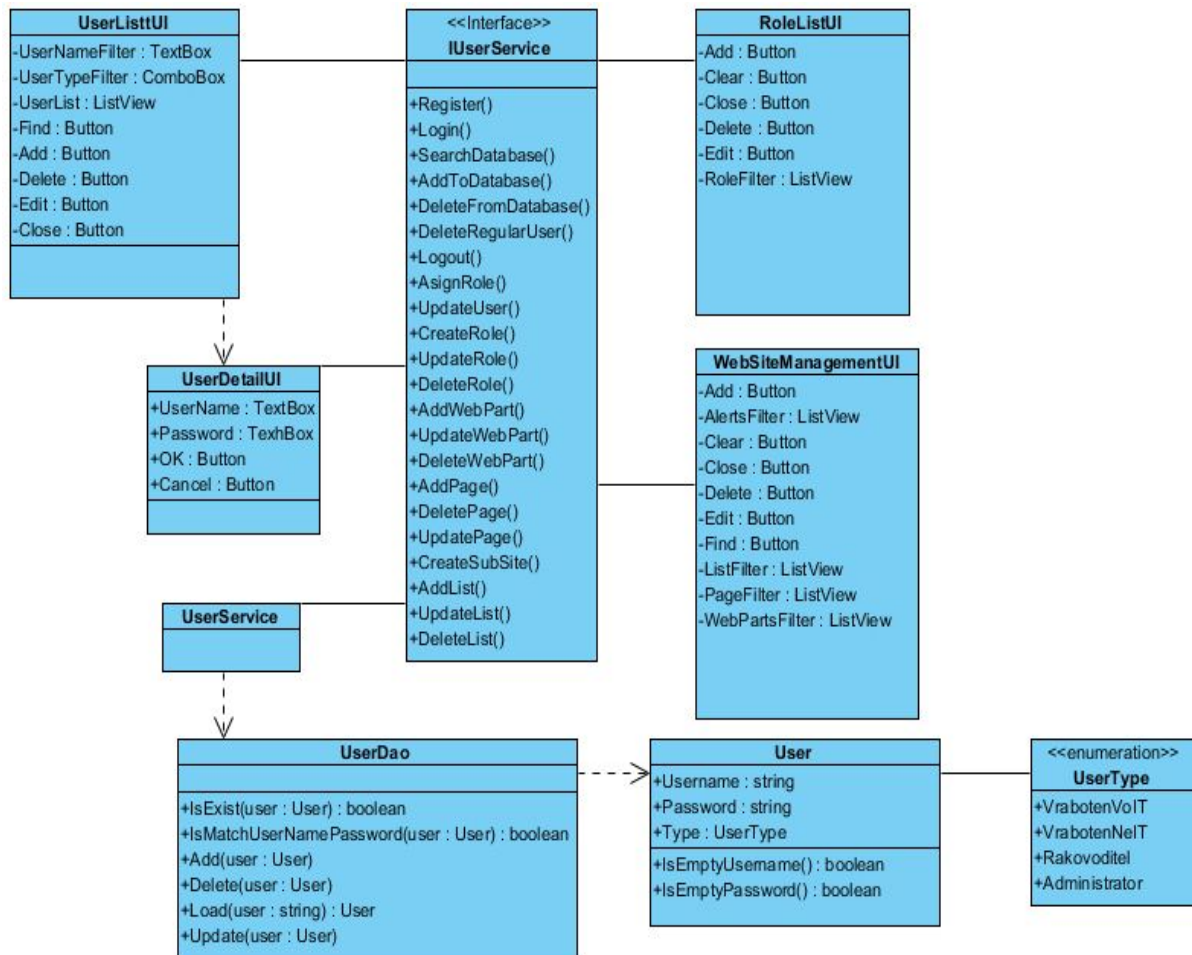 UserListtUI
-UserNameFilter : TextBox
-UserTypeFilter : ComboBox
-UserList : ListView
-Find : Button
-Add : Button
-Delete : Button
-Edit : Button
-Close : Button
<<Interface>>
IUserService
+Register()
+Login()
+SearchDatabase()
+AddToDatabase()
+DeleteFromDatabase()
+DeleteRegularUser()
+Logout()
+AsignRole()
+UpdateUser()
+CreateRole()
+UpdateRole()
+DeleteRole()
+AddWebPart()
+UpdateWebPart()
+DeleteWebPart()
+AddPage()
+DeletePage()
+UpdatePage()
+CreateSubSite()
+AddList()
+UpdateList()
+DeleteList()
RoleListUI
-Add : Button
-Clear : Button
-Close : Button
-Delete : Button
-Edit : Button
-RoleFilter : ListView
UserDetailUI
+UserName : TextBox
+Password : TexhBox
+OK : Button
+Cancel : Button
WebSiteManagementUI
-Add : Button
-AlertsFilter : ListView
-Clear : Button
-Close : Button
-Delete : Button
-Edit : Button
-Find : Button
-ListFilter : ListView
-PageFilter : ListView
-WebPartsFilter : ListView
UserService
UserDao
+IsExist(user : User) : boolean
+IsMatchUserNamePassword(user : User) : boolean
+Add(user : User)
+Delete(user : User)
+Load(user : string) : User
+Update(user : User)
User
+Username : string
+Password : string
+Type : UserType
+IsEmptyUsername() : boolean
+IsEmptyPassword() : boolean
<<enumeration>>
UserType
+VrabotenVoIT
+VrabotenNeIT
+Rakovoditel
+Administrator